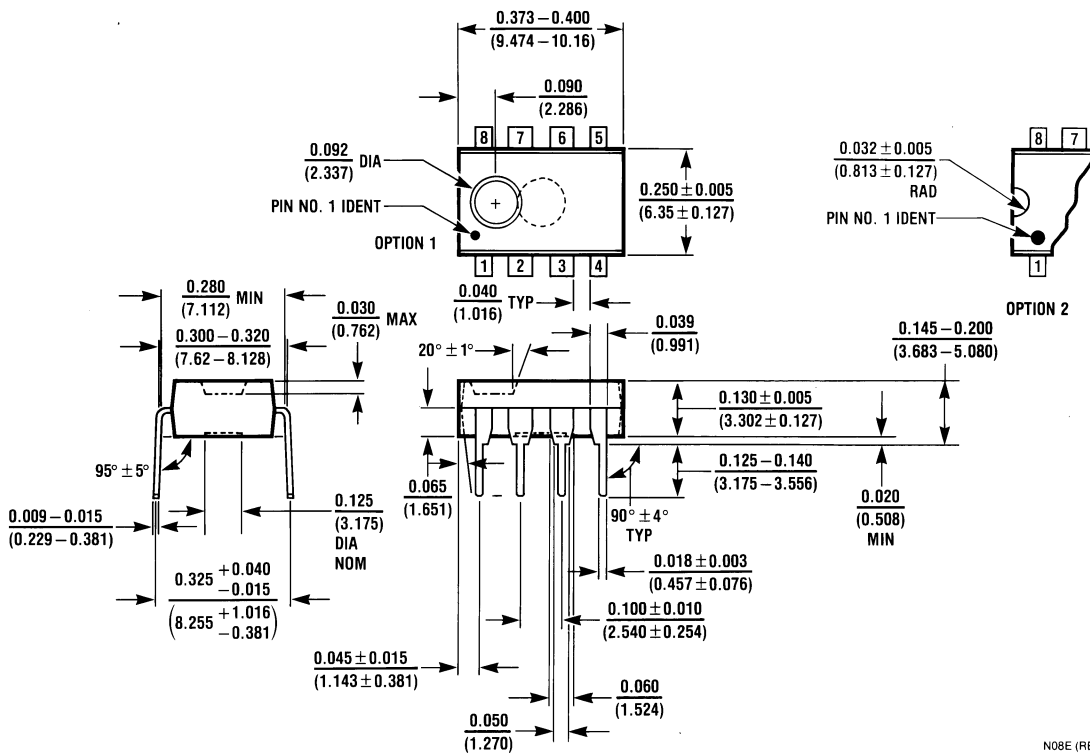 0.373 – 0.400
(9.474 – 10.16)
0.090
(2.286)
8 7 6 5
0.092 DIA
(2.337)
PIN NO. 1 IDENT
OPTION 1
+
1 2 3 4
0.250 ± 0.005
(6.35 ± 0.127)
0.032 ± 0.005
(0.813 ± 0.127)
RAD
PIN NO. 1 IDENT
8 7
1
OPTION 2
0.280 MIN
(7.112)
0.300 – 0.320
(7.62 – 8.128)
0.030 MAX
(0.762)
0.040 TYP
(1.016)
0.039
(0.991)
0.145 – 0.200
(3.683 – 5.080)
20° ± 1°
0.130 ± 0.005
(3.302 ± 0.127)
95° ± 5°
0.065
(1.651)
0.125 – 0.140
(3.175 – 3.556)
0.020
(0.508)
MIN
90° ± 4°
TYP
0.009 – 0.015
(0.229 – 0.381)
0.125
(3.175)
DIA
NOM
0.018 ± 0.003
(0.457 ± 0.076)
0.325 +0.040 –0.015
(8.255 +1.016 –0.381)
0.100 ± 0.010
(2.540 ± 0.254)
0.045 ± 0.015
(1.143 ± 0.381)
0.060
(1.524)
0.050
(1.270)